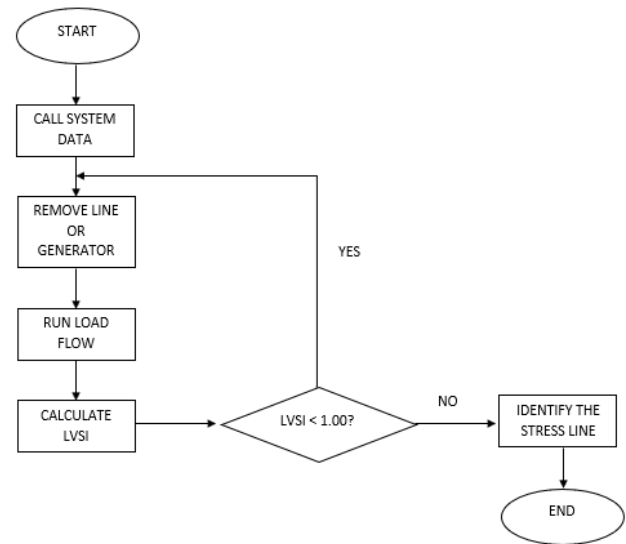 START
CALL SYSTEM
DATA
REMOVE LINE
OR
GENERATOR
YES
RUN LOAD
FLOW
CALCULATE
LVSI
LVSI < 1.00?
NO
IDENTIFY THE
STRESS LINE
END